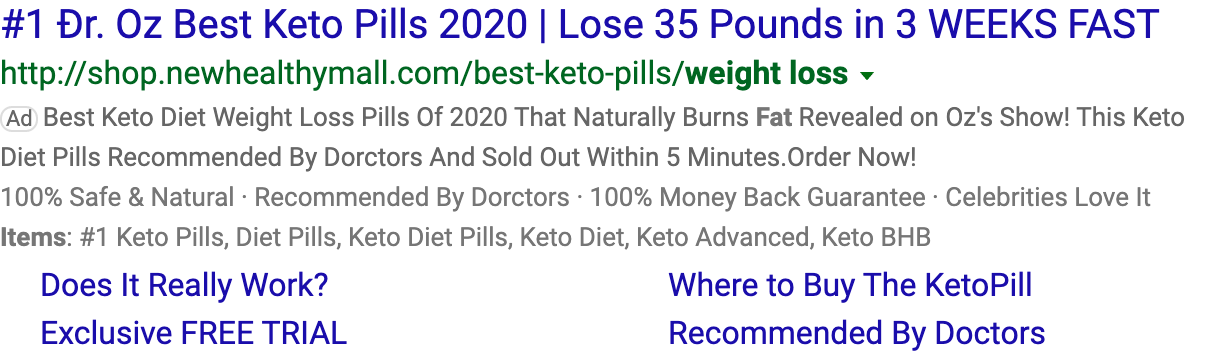 #1 Đr. Oz Best Keto Pills 2020 | Lose 35 Pounds in 3 WEEKS FAST
http://shop.newhealthymall.com/best-keto-pills/weight loss
Ad Best Keto Diet Weight Loss Pills Of 2020 That Naturally Burns Fat Revealed on Oz's Show! This Keto
Diet Pills Recommended By Dorctors And Sold Out Within 5 Minutes.Order Now!
100% Safe & Natural · Recommended By Dorctors · 100% Money Back Guarantee · Celebrities Love It
Items: #1 Keto Pills, Diet Pills, Keto Diet Pills, Keto Diet, Keto Advanced, Keto BHB
Does It Really Work? Where to Buy The KetoPill
Exclusive FREE TRIAL Recommended By Doctors